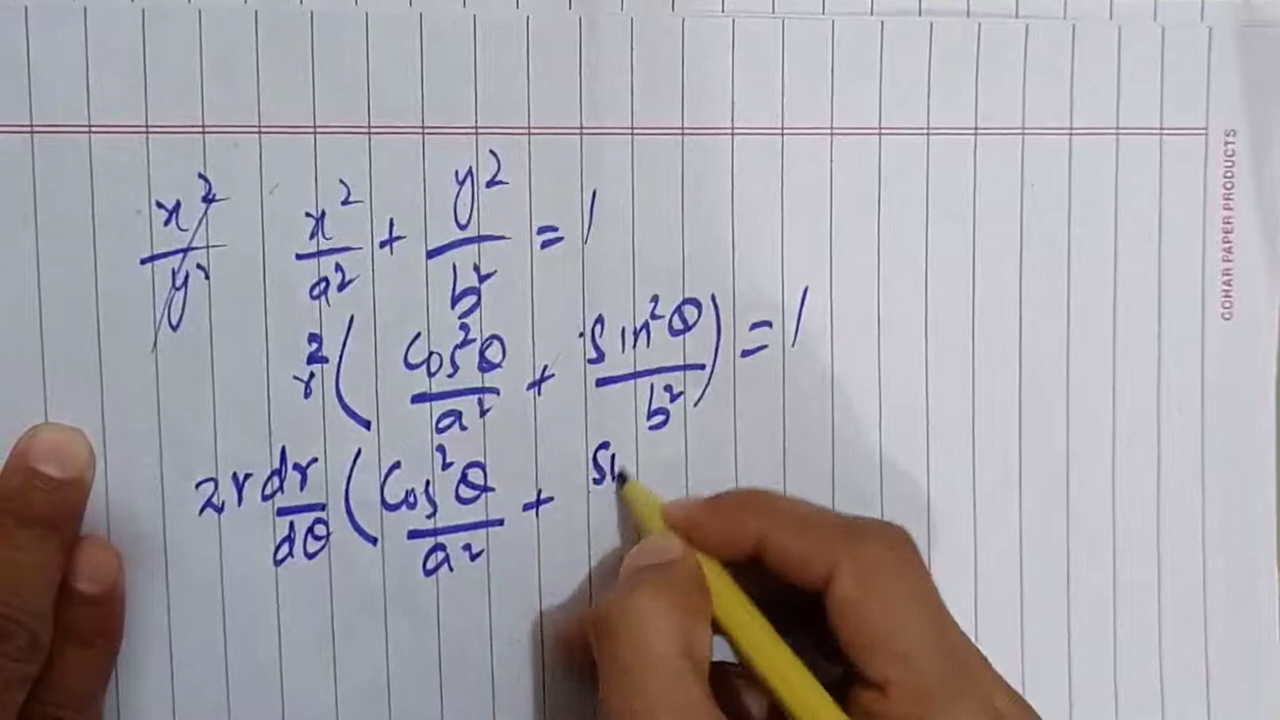 x²/y²
x²/a² + y²/b² = 1
r² ( cos²θ/a² + sin²θ/b² ) = 1
2r dr/dθ ( cos²θ/a² + si
GOHAR PAPER PRODUCTS